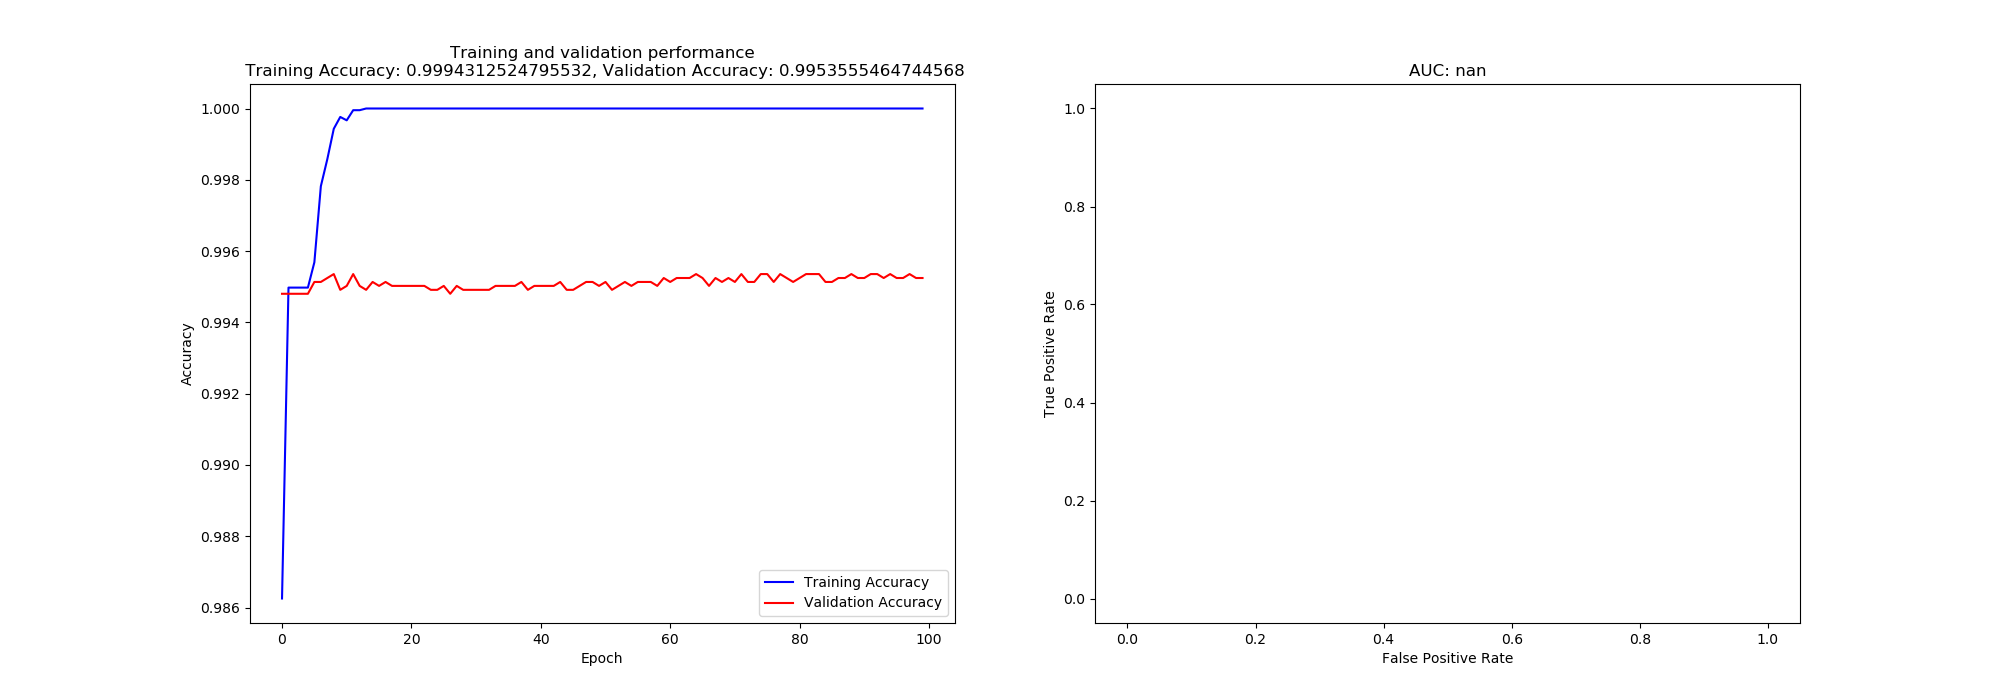 Training and validation performance
Training Accuracy: 0.9994312524795532, Validation Accuracy: 0.9953555464744568
1.000
0.998
0.996
0.994
0.992
0.990
0.988
0.986
Accuracy
0
20
40
60
80
100
Epoch
Training Accuracy
Validation Accuracy
AUC: nan
1.0
0.8
0.6
0.4
0.2
0.0
True Positive Rate
0.0
0.2
0.4
0.6
0.8
1.0
False Positive Rate